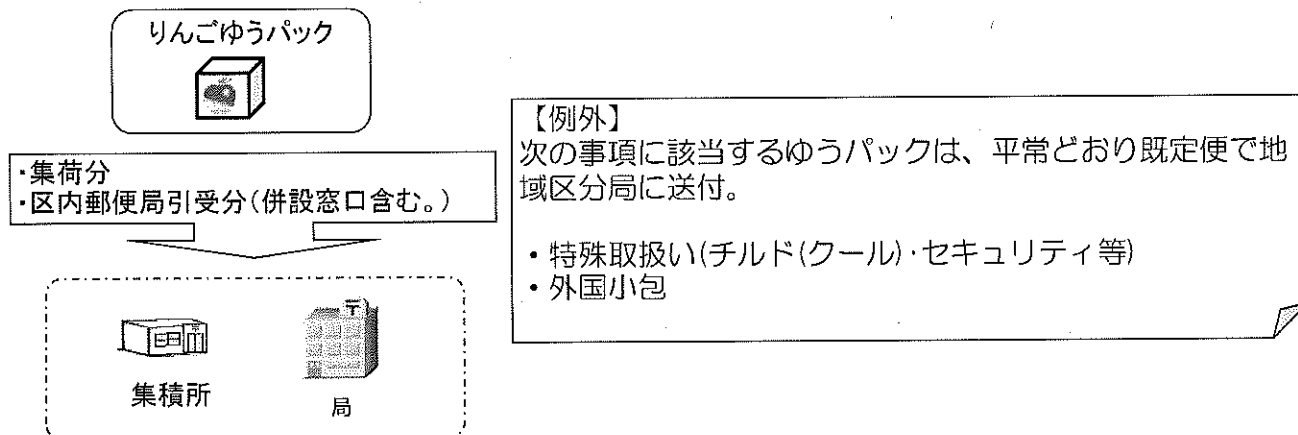 りんごゆうパック
・集荷分
・区内郵便局引受分(併設窓口含む。)
集積所
局
【例外】
次の事項に該当するゆうパックは、平常どおり既定便で地
域区分局に送付。
・特殊取扱い(チルド(クール)・セキュリティ等)
・外国小包
〒